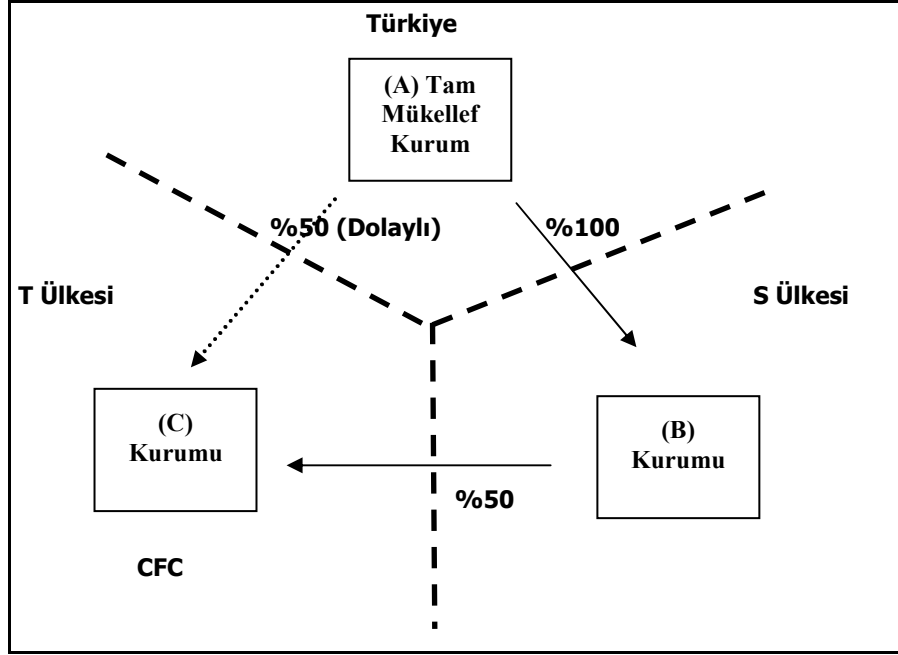 Türkiye
(A) Tam
Mükellef
Kurum
%50 (Dolaylı)
%100
T Ülkesi
S Ülkesi
(C)
Kurumu
(B)
Kurumu
%50
CFC